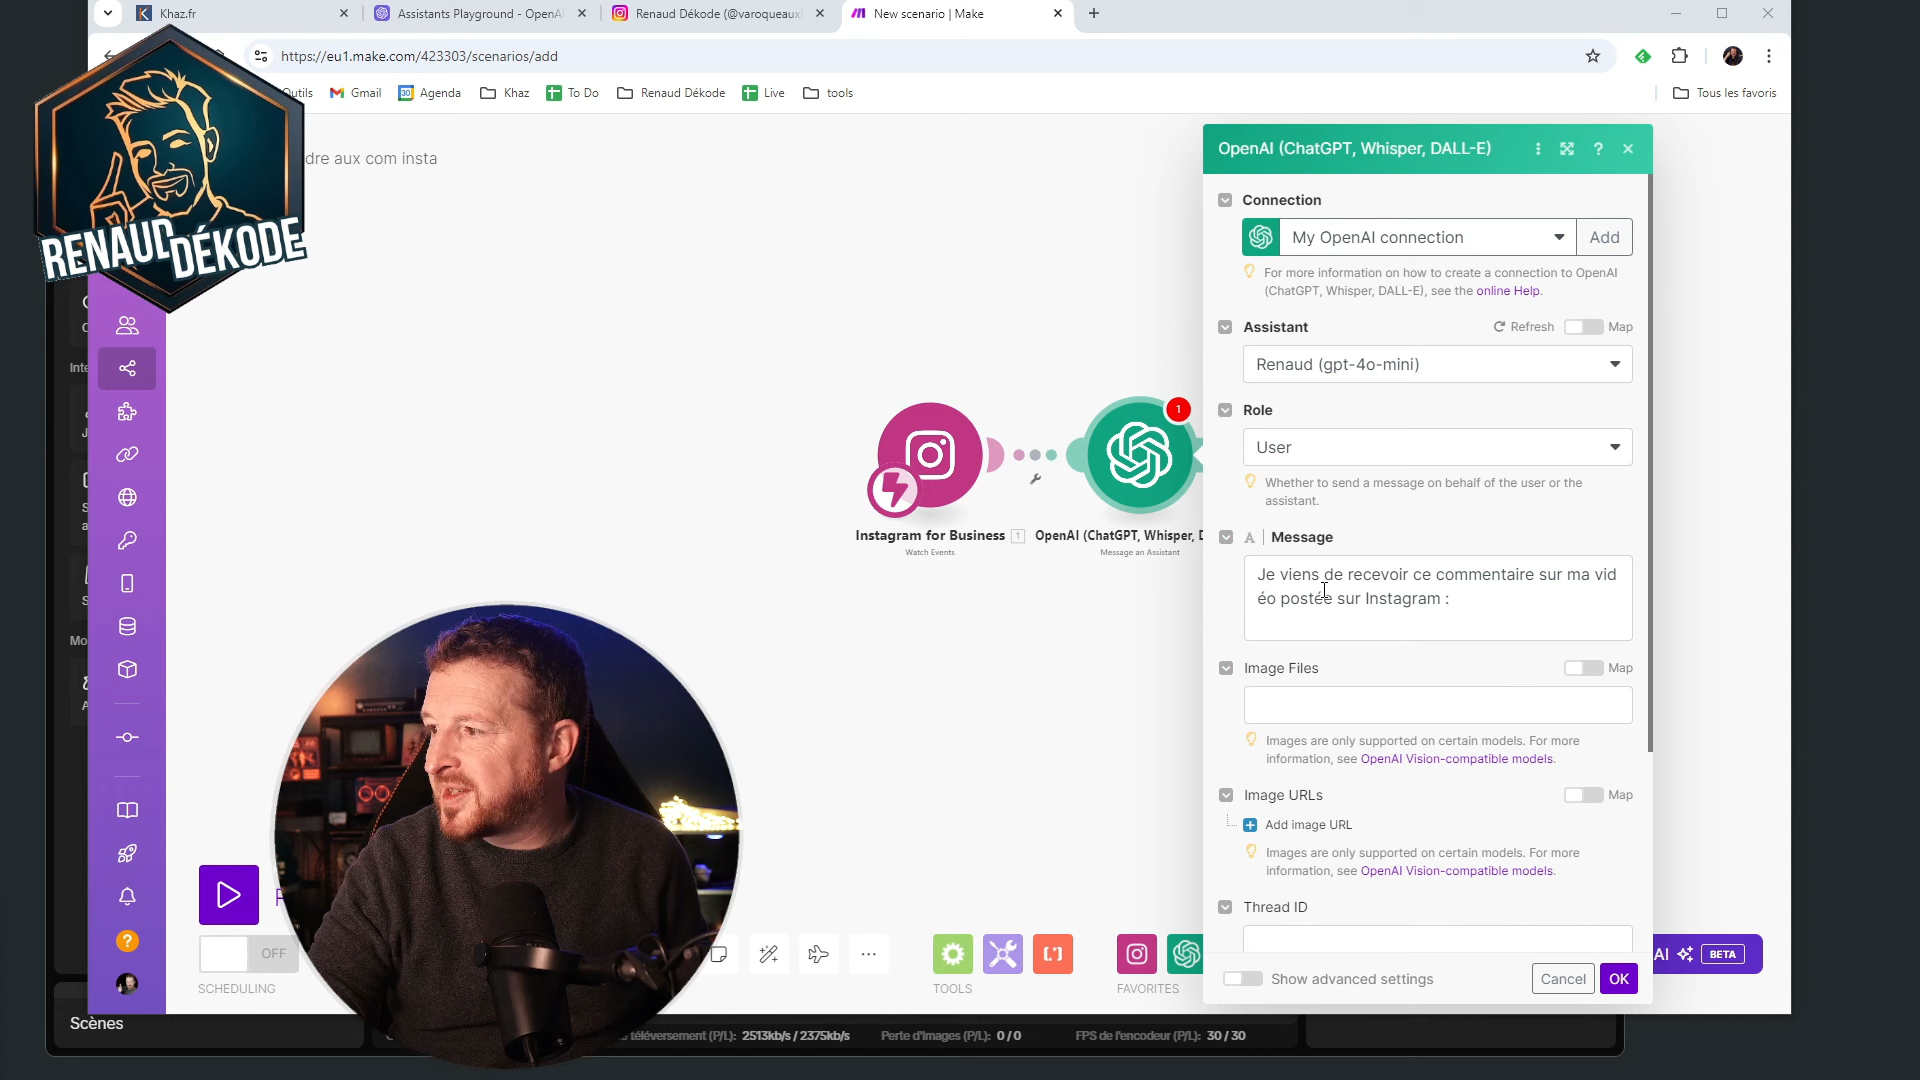 Khaz.fr
Assistants Playground - OpenAI
Renaud Dékode (@varoqueaux)
New scenario | Make
https://eu1.make.com/423303/scenarios/add
Outils
Gmail
Agenda
Khaz
To Do
Renaud Dékode
Live
tools
Tous les favoris
RENAUD DÉKODE
dre aux com insta
OpenAI (ChatGPT, Whisper, DALL-E)
Connection
My OpenAI connection
Add
For more information on how to create a connection to OpenAI
(ChatGPT, Whisper, DALL-E), see the online Help.
Assistant
Refresh
Map
Renaud (gpt-4o-mini)
Role
User
Whether to send a message on behalf of the user or the
assistant.
A
Message
Je viens de recevoir ce commentaire sur ma vid
éo postée sur Instagram :
Image Files
Map
Images are only supported on certain models. For more
information, see OpenAI Vision-compatible models.
Image URLs
Map
Add image URL
Images are only supported on certain models. For more
information, see OpenAI Vision-compatible models.
Thread ID
Show advanced settings
Cancel
OK
1
Instagram for Business
1
Watch Events
OpenAI (ChatGPT, Whisper, D
Message an Assistant
OFF
SCHEDULING
TOOLS
FAVORITES
AI
BETA
Scènes
téléversement (P/L): 2513kb/s / 2375kb/s
Perte d'images (P/L): 0 / 0
FPS de l'encodeur (P/L): 30 / 30